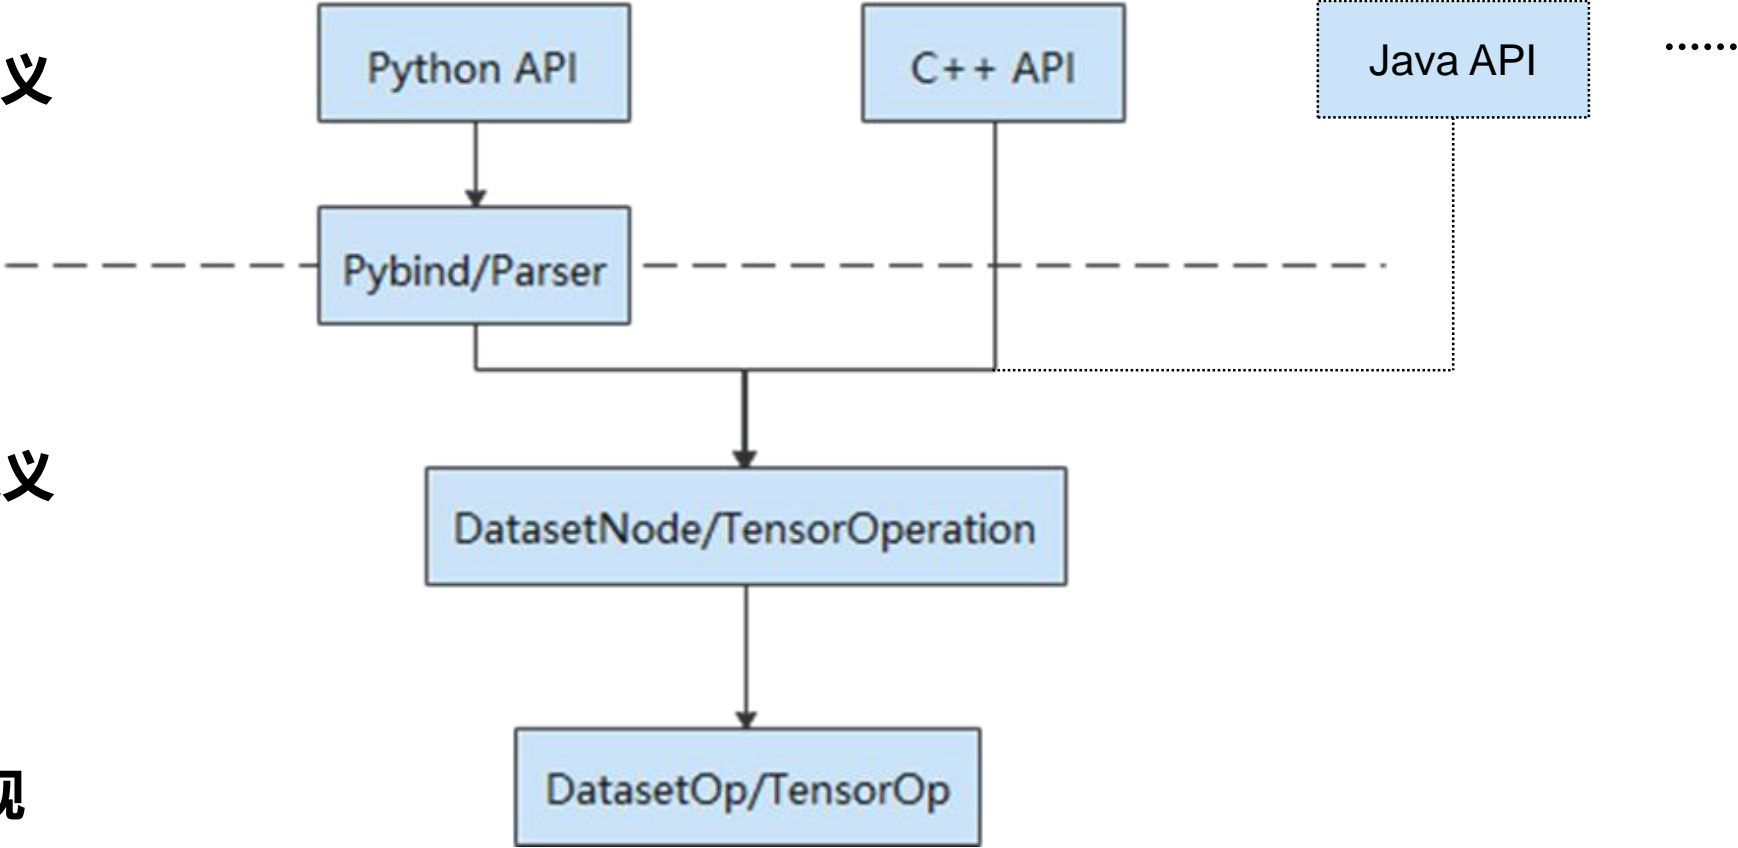 义
Python API
C++ API
Java API
......
Pybind/Parser
义
DatasetNode/TensorOperation
现
DatasetOp/TensorOp